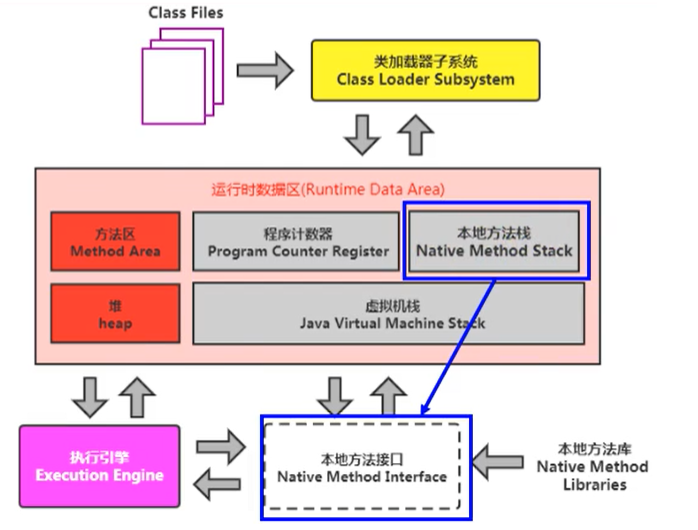 Class Files
类加载器子系统
Class Loader Subsystem
运行时数据区(Runtime Data Area)
方法区
Method Area
程序计数器
Program Counter Register
本地方法栈
Native Method Stack
堆
heap
虚拟机栈
Java Virtual Machine Stack
执行引擎
Execution Engine
本地方法接口
Native Method Interface
本地方法库
Native Method
Libraries